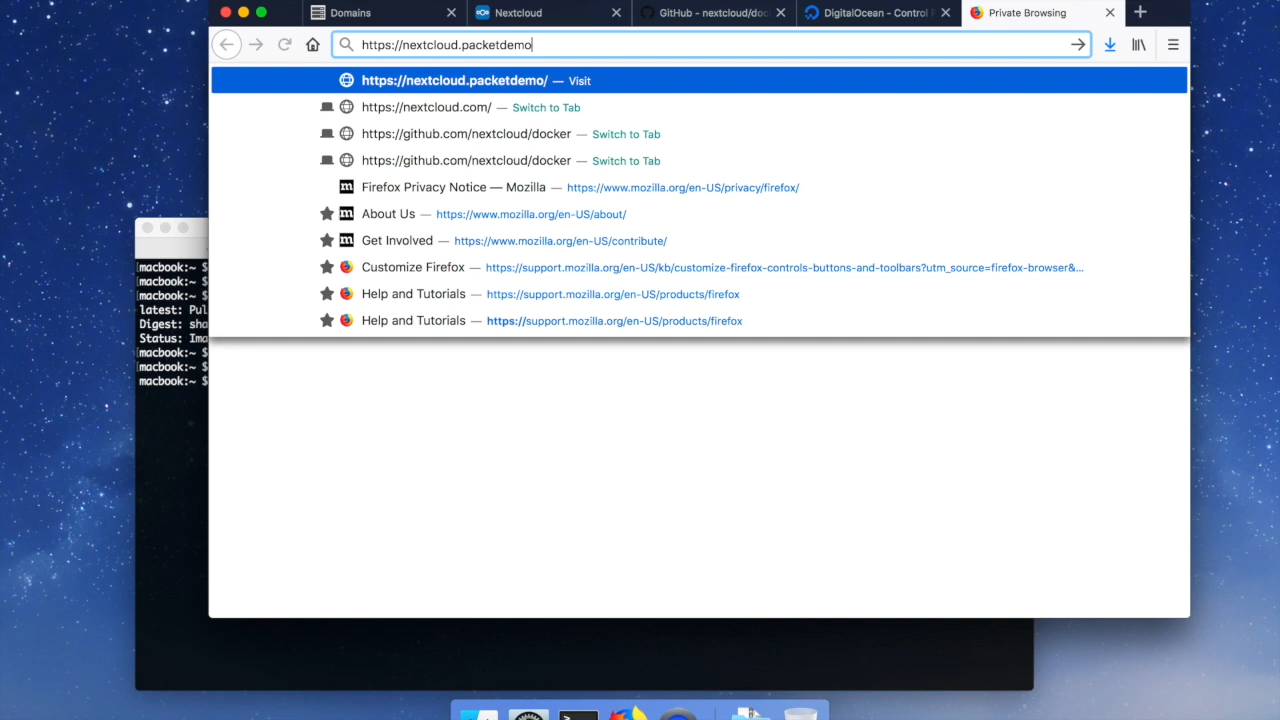 Domains
Nextcloud
GitHub - nextcloud/doc
DigitalOcean - Control P
Private Browsing
https://nextcloud.packetdemo
https://nextcloud.packetdemo/ — Visit
https://nextcloud.com/ — Switch to Tab
https://github.com/nextcloud/docker — Switch to Tab
https://github.com/nextcloud/docker — Switch to Tab
Firefox Privacy Notice — Mozilla — https://www.mozilla.org/en-US/privacy/firefox/
About Us — https://www.mozilla.org/en-US/about/
Get Involved — https://www.mozilla.org/en-US/contribute/
Customize Firefox — https://support.mozilla.org/en-US/kb/customize-firefox-controls-buttons-and-toolbars?utm_source=firefox-browser&...
Help and Tutorials — https://support.mozilla.org/en-US/products/firefox
Help and Tutorials — https://support.mozilla.org/en-US/products/firefox
[macbook:~ $
[macbook:~ $
[macbook:~ $
latest: Pul
Digest: sha
Status: Ima
[macbook:~ $
[macbook:~ $
macbook:~ $